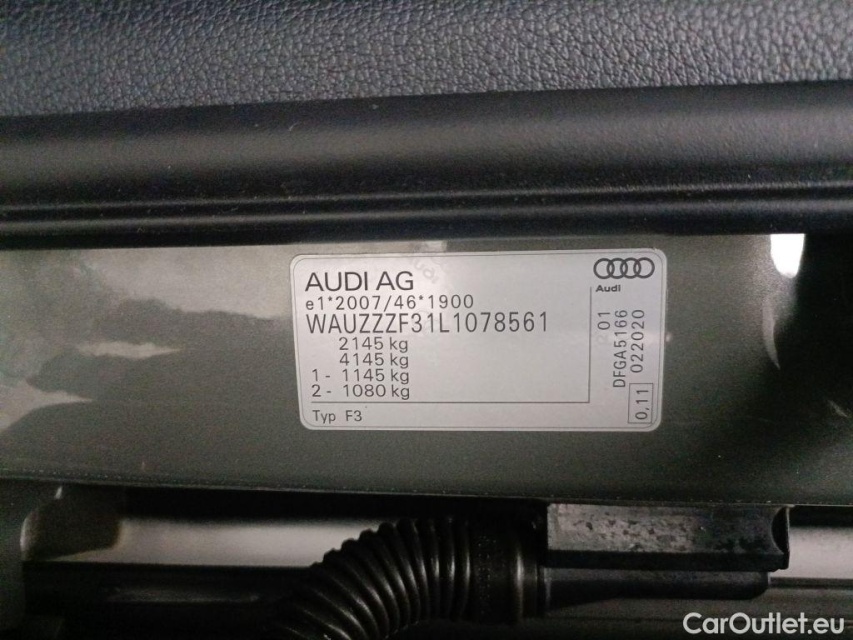 AUDI AG
e1*2007/46*1900
WAUZZZF31L1078561
2145 kg
4145 kg
1 - 1145 kg
2 - 1080 kg
Typ F3
Audi
2.01
DFGA5166
022020
0,11
CarOutlet.eu